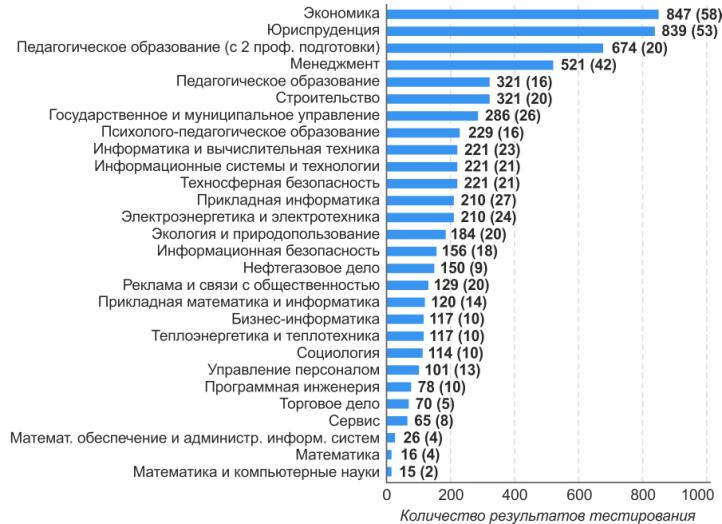 Экономика 847 (58)
Юриспруденция 839 (53)
Педагогическое образование (с 2 проф. подготовки) 674 (20)
Менеджмент 521 (42)
Педагогическое образование 321 (16)
Строительство 321 (20)
Государственное и муниципальное управление 286 (26)
Психолого-педагогическое образование 229 (16)
Информатика и вычислительная техника 221 (23)
Информационные системы и технологии 221 (21)
Техносферная безопасность 221 (21)
Прикладная информатика 210 (27)
Электроэнергетика и электротехника 210 (24)
Экология и природопользование 184 (20)
Информационная безопасность 156 (18)
Нефтегазовое дело 150 (9)
Реклама и связи с общественностью 129 (20)
Прикладная математика и информатика 120 (14)
Бизнес-информатика 117 (10)
Теплоэнергетика и теплотехника 117 (10)
Социология 114 (10)
Управление персоналом 101 (13)
Программная инженерия 78 (10)
Торговое дело 70 (5)
Сервис 65 (8)
Математ. обеспечение и администр. информ. систем 26 (4)
Математика 16 (4)
Математика и компьютерные науки 15 (2)
0 200 400 600 800 1000
Количество результатов тестирования